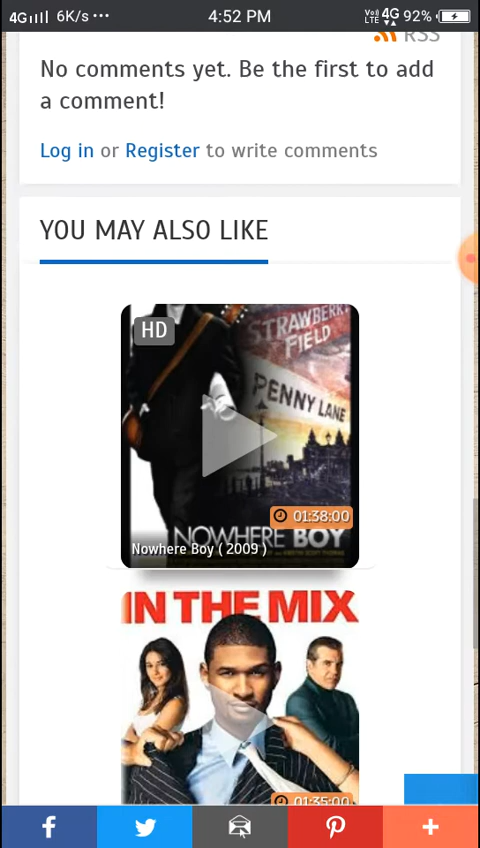 4G 6K/s ••• 4:52 PM VoD LTE 4G 92%
RSS
No comments yet. Be the first to add
a comment!
Log in or Register to write comments
YOU MAY ALSO LIKE
HD
STRAWBERRY
FIELD
PENNY LANE
01:38:00
NOWHERE BOY
Nowhere Boy ( 2009 )
IN THE MIX
01:35:00